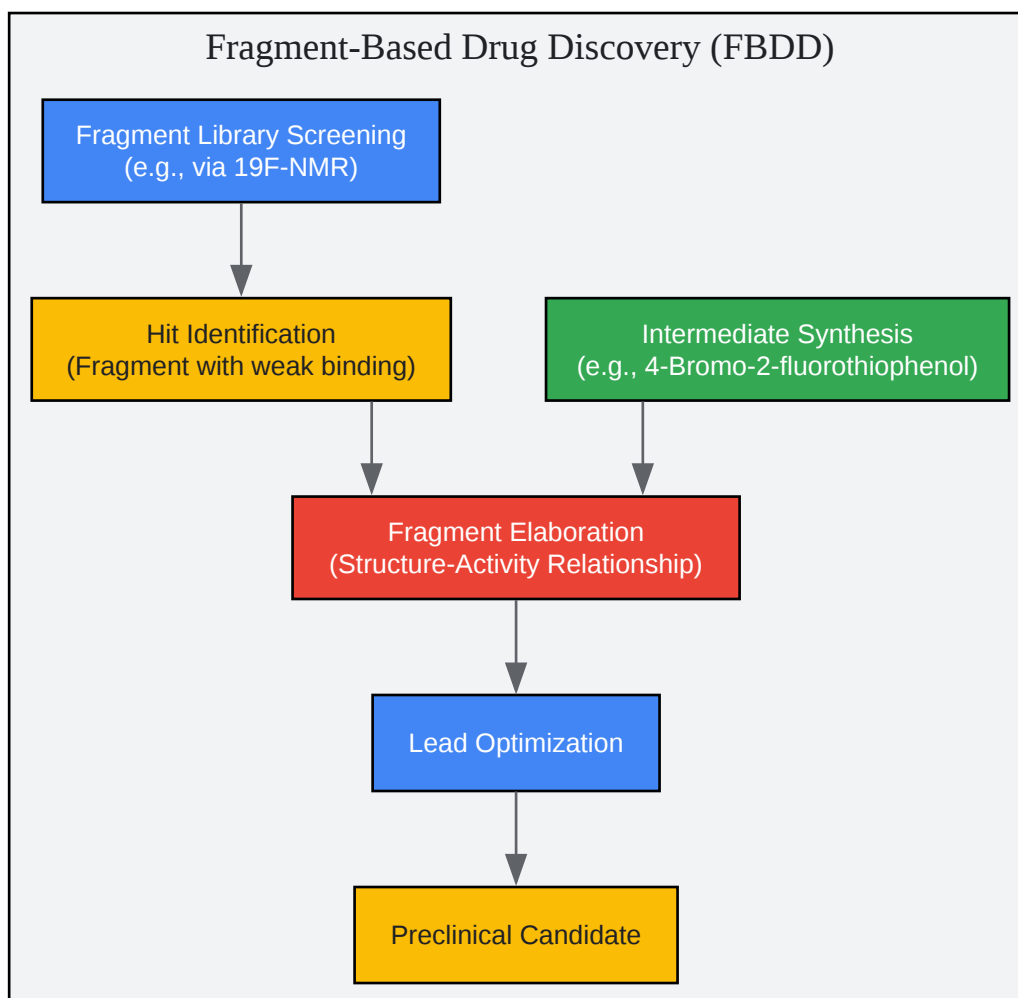 Fragment-Based Drug Discovery (FBDD)
Fragment Library Screening
(e.g., via 19F-NMR)
Hit Identification
(Fragment with weak binding)
Intermediate Synthesis
(e.g., 4-Bromo-2-fluorothiophenol)
Fragment Elaboration
(Structure-Activity Relationship)
Lead Optimization
Preclinical Candidate